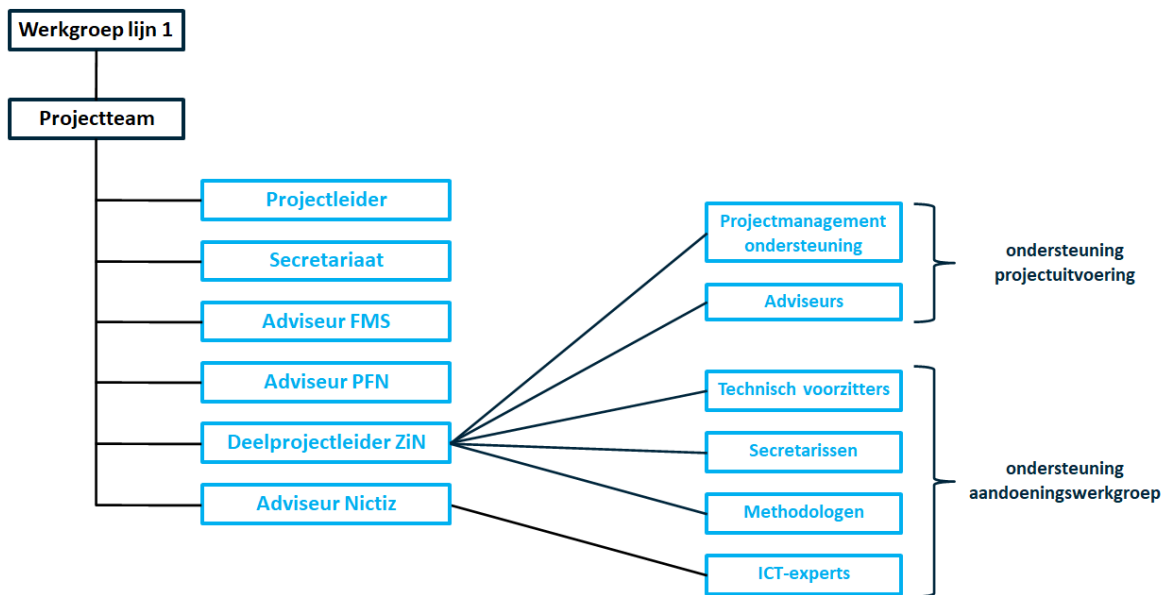 Werkgroep lijn 1
Projectteam
Projectleider
Secretariaat
Adviseur FMS
Adviseur PFN
Deelprojectleider ZiN
Adviseur Nictiz
Projectmanagement
ondersteuning
Adviseurs
Technisch voorzitters
Secretarissen
Methodologen
ICT-experts
ondersteuning
projectuitvoering
ondersteuning
aandoeningswerkgroep